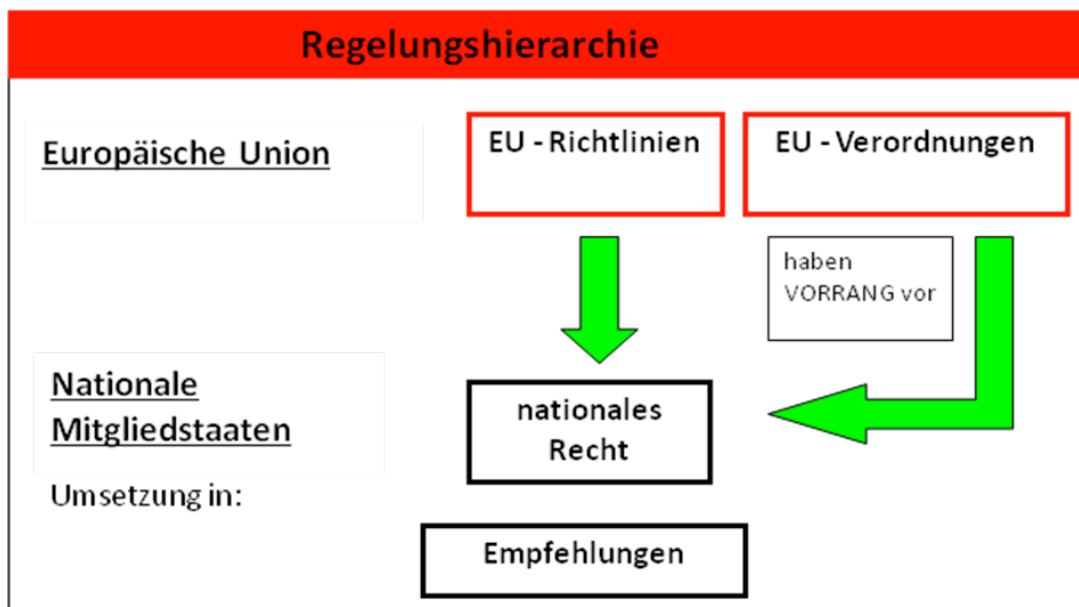 Regelungshierarchie
Europäische Union
EU - Richtlinien
EU - Verordnungen
haben
VORRANG vor
Nationale
Mitgliedstaaten
nationales
Recht
Umsetzung in:
Empfehlungen